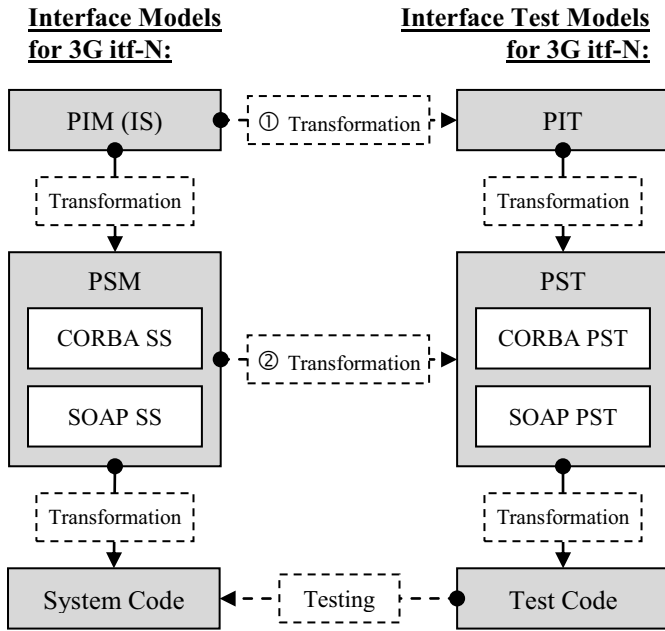 Interface Models
for 3G itf-N:
Interface Test Models
for 3G itf-N:
PIM (IS)
① Transformation
PIT
Transformation
Transformation
PSM
CORBA SS
SOAP SS
② Transformation
PST
CORBA PST
SOAP PST
Transformation
Transformation
System Code
Testing
Test Code